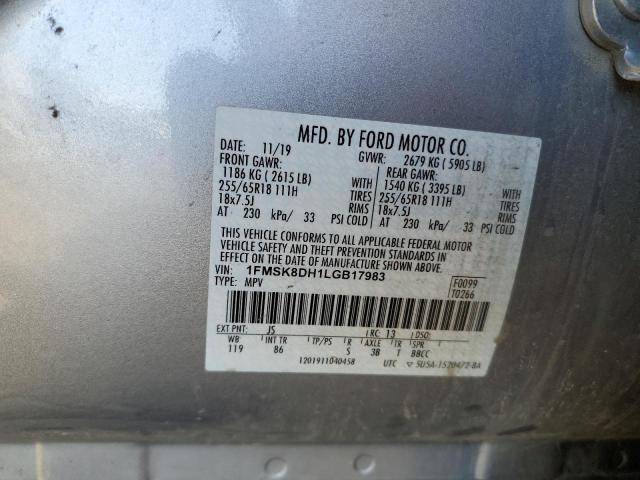 MFD. BY FORD MOTOR CO.
DATE: 11/19 GVWR: 2679 KG ( 5905 LB)
FRONT GAWR: REAR GAWR:
1186 KG ( 2615 LB) WITH 1540 KG ( 3395 LB) WITH
255/65R18 111H TIRES 255/65R18 111H TIRES
18x7.5J RIMS 18x7.5J RIMS
AT 230 kPa/ 33 PSI COLD AT 230 kPa/ 33 PSI COLD
THIS VEHICLE CONFORMS TO ALL APPLICABLE FEDERAL MOTOR
VEHICLE SAFETY AND THEFT PREVENTION STANDARDS IN
EFFECT ON THE DATE OF MANUFACTURE SHOWN ABOVE.
VIN: 1FMSK8DH1LGB17983 F0099
TYPE: MPV T0266
EXT PNT: JS RC: 13 DSO:
WB INT TR TP/PS R AXLE TR SPR
119 86 S 3B T BBCC
1201911040458 UTC ▽ 5U5A-1520472-BA